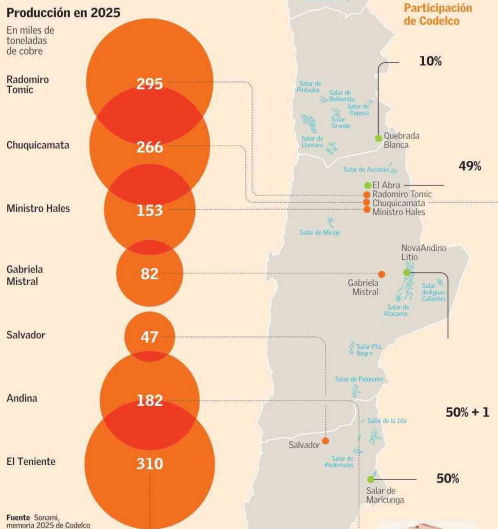 Producción en 2025
En miles de
toneladas
de cobre
Radomiro
Tomic
295
Chuquicamata
266
Ministro Hales
153
Gabriela
Mistral
82
Salvador
47
Andina
182
El Teniente
310
Fuente Sonami,
memoria 2025 de Codelco
Participación
de Codelco
10%
Salar de
Pintados
Salar de
Bellavista
Salar de
Coposa
Salar
Grande
Salar de
Llamara
Quebrada
Blanca
49%
Salar de Ascotán
El Abra
Radomiro Tomic
Chuquicamata
Ministro Hales
Salar de Miraje
NovaAndino
Litio
Gabriela
Mistral
Salar
de Aguas
Calientes
Salar de
Atacama
Salar Pta.
Negra
Salar de Pajonales
50% + 1
Salar de la Isla
Salvador
Salar de
Pedernales
50%
Salar de
Maricunga